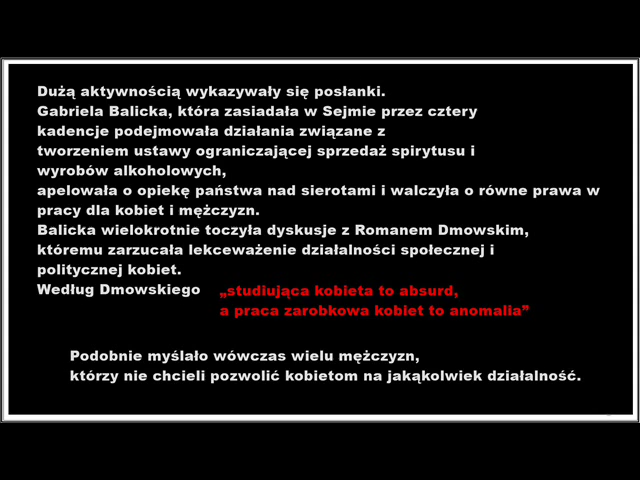 Dużą aktywnością wykazywały się posłanki.
Gabriela Balicka, która zasiadała w Sejmie przez cztery
kadencje podejmowała działania związane z
tworzeniem ustawy ograniczającej sprzedaż spirytusu i
wyrobów alkoholowych,
apelowała o opiekę państwa nad sierotami i walczyła o równe prawa w
pracy dla kobiet i mężczyzn.
Balicka wielokrotnie toczyła dyskusje z Romanem Dmowskim,
któremu zarzucała lekceważenie działalności społecznej i
politycznej kobiet.
Według Dmowskiego „studiująca kobieta to absurd,
a praca zarobkowa kobiet to anomalia”
Podobnie myślało wówczas wielu mężczyzn,
którzy nie chcieli pozwolić kobietom na jakąkolwiek działalność.